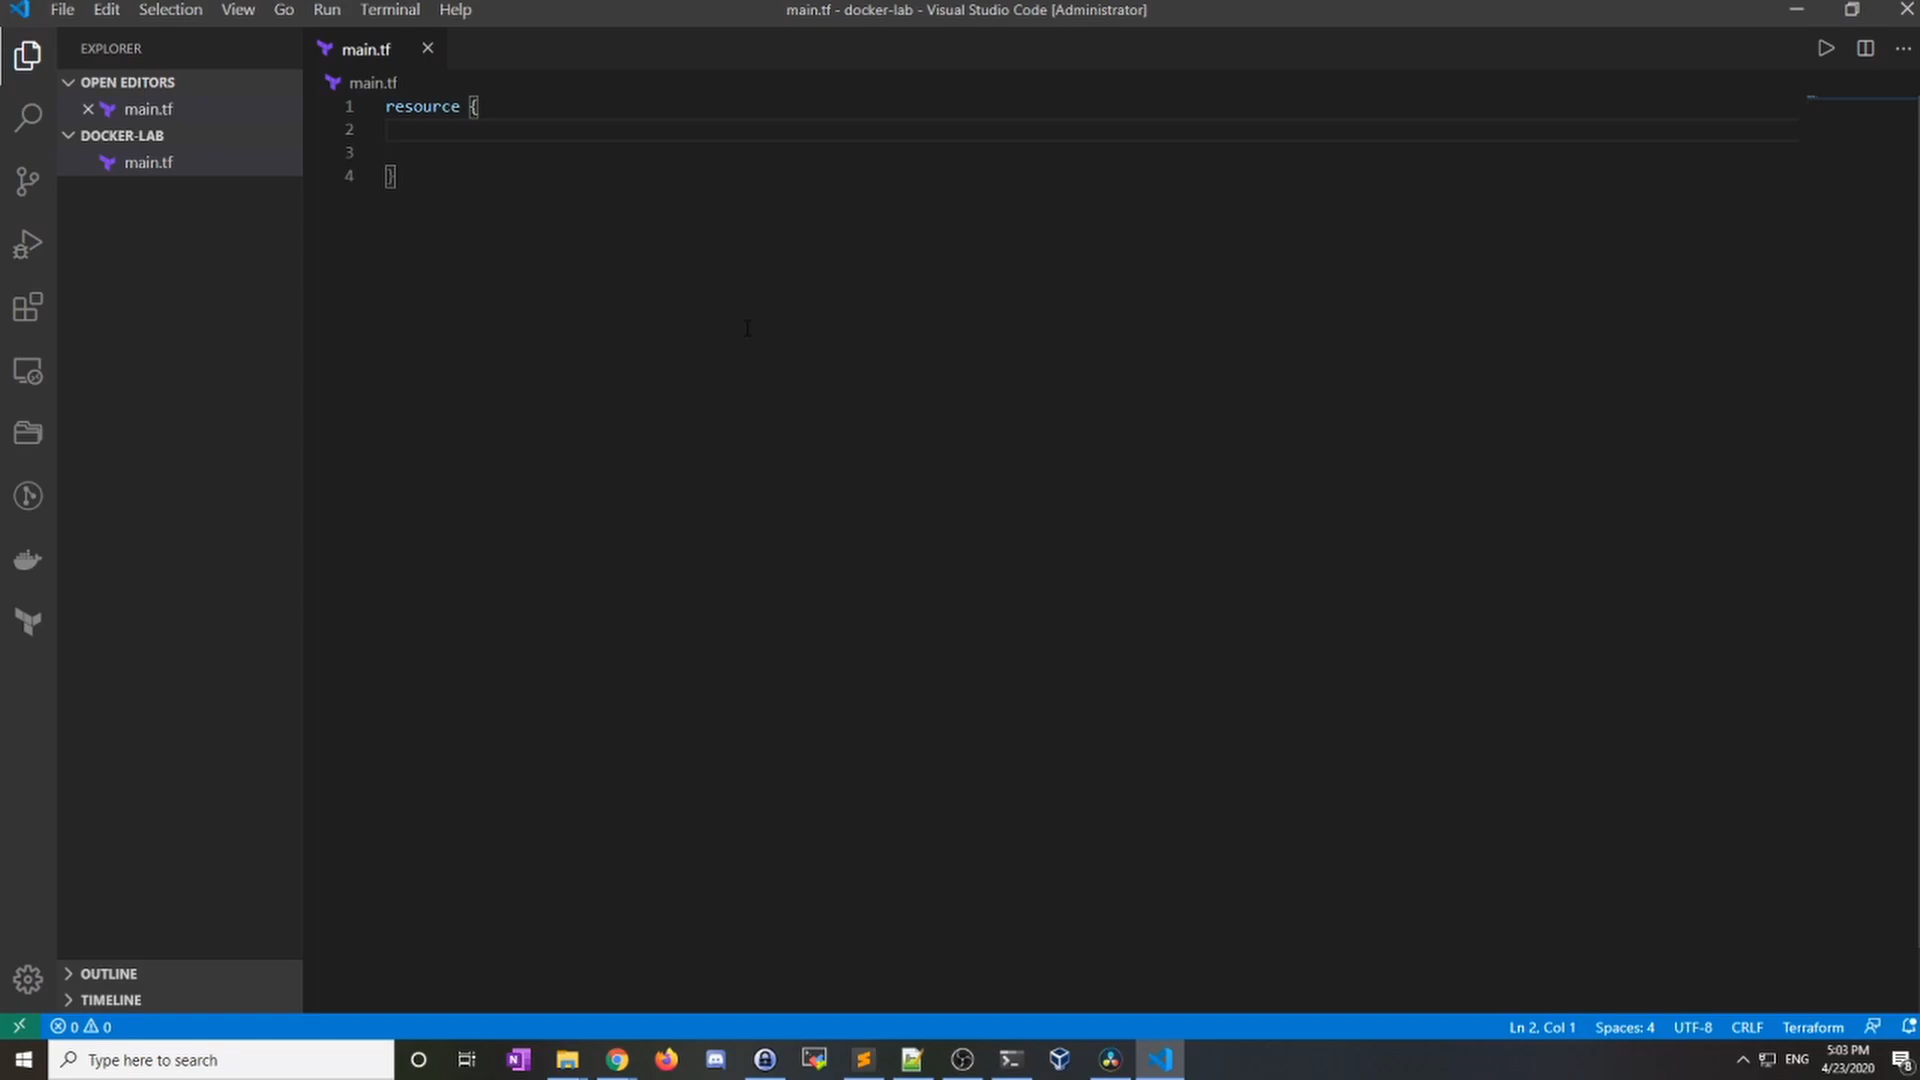 File Edit Selection View Go Run Terminal Help
main.tf - docker-lab - Visual Studio Code [Administrator]
EXPLORER
OPEN EDITORS
main.tf
DOCKER-LAB
main.tf
OUTLINE
TIMELINE
main.tf
main.tf
1 resource {
2
3
4 }
0 0
Ln 2, Col 1 Spaces: 4 UTF-8 CRLF Terraform
Type here to search
ENG
5:03 PM
4/23/2020
8